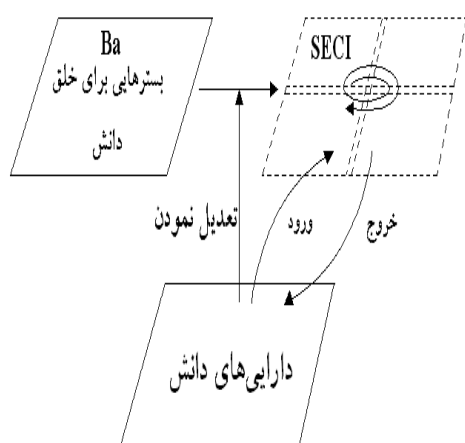 Ba
بسترهایی برای خلق
دانش
SECI
تعدیل نمودن
ورود
خروج
دارایی‌های دانش